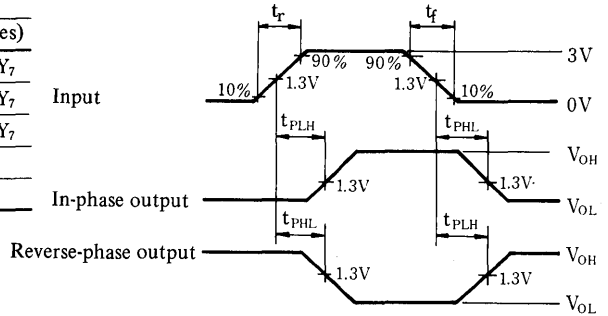 es)
Y₇
Y₇
Y₇
tr
tf
Input
10%
90%
1.3V
90%
1.3V
10%
3V
0V
tPLH
tPHL
In-phase output
1.3V
1.3V
VOH
VOL
tPHL
tPLH
Reverse-phase output
1.3V
1.3V
VOH
VOL